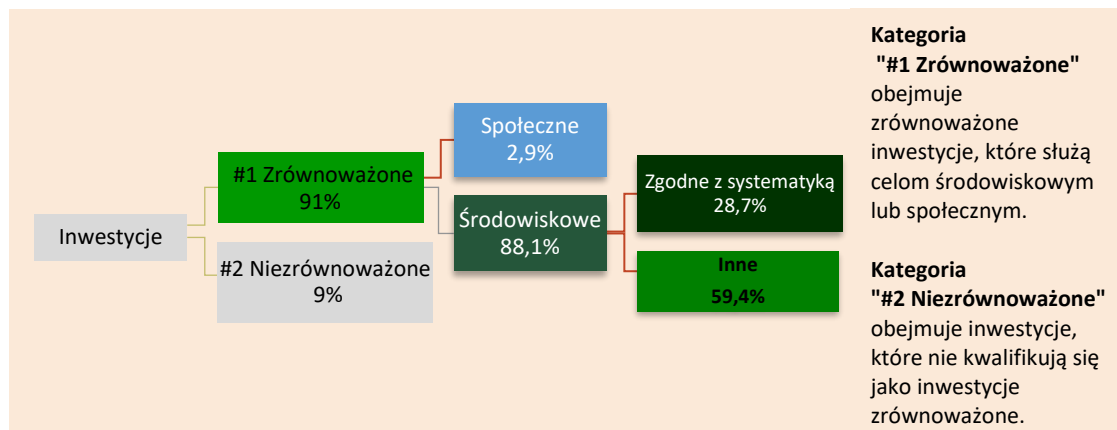 Inwestycje
#1 Zrównoważone
91%
#2 Niezrównoważone
9%
Społeczne
2,9%
Środowiskowe
88,1%
Zgodne z systematyką
28,7%
Inne
59,4%
Kategoria
"#1 Zrównoważone"
obejmuje
zrównoważone
inwestycje, które służą
celom środowiskowym
lub społecznym.
Kategoria
"#2 Niezrównoważone"
obejmuje inwestycje,
które nie kwalifikują się
jako inwestycje
zrównoważone.